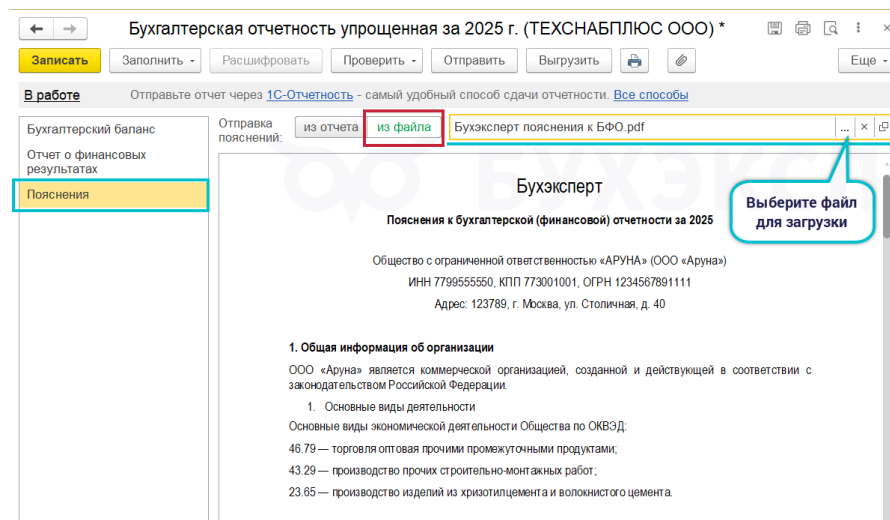 Бухгалтерская отчетность упрощенная за 2025 г. (ТЕХСНАБПЛЮС ООО) *
Записать
Заполнить
Расшифровать
Проверить
Отправить
Выгрузить
Еще
В работе
Отправьте отчет через 1С-Отчетность - самый удобный способ сдачи отчетности. Все способы
Бухгалтерский баланс
Отчет о финансовых
результатах
Пояснения
Отправка
пояснений:
из отчета
из файла
Бухэксперт пояснения к БФО.pdf
...
Выберите файл
для загрузки
БУХЭКС
Бухэксперт
Пояснения к бухгалтерской (финансовой) отчетности за 2025
Общество с ограниченной ответственностью «АРУНА» (ООО «Аруна»)
ИНН 7799555550, КПП 773001001, ОГРН 1234567891111
Адрес: 123789, г. Москва, ул. Столичная, д. 40
1. Общая информация об организации
ООО «Аруна» является коммерческой организацией, созданной и действующей в соответствии с
законодательством Российской Федерации.
1. Основные виды деятельности
Основные виды экономической деятельности Общества по ОКВЭД:
46.79 — торговля оптовая прочими промежуточными продуктами;
43.29 — производство прочих строительно-монтажных работ;
23.65 — производство изделий из хризотилцемента и волокнистого цемента.